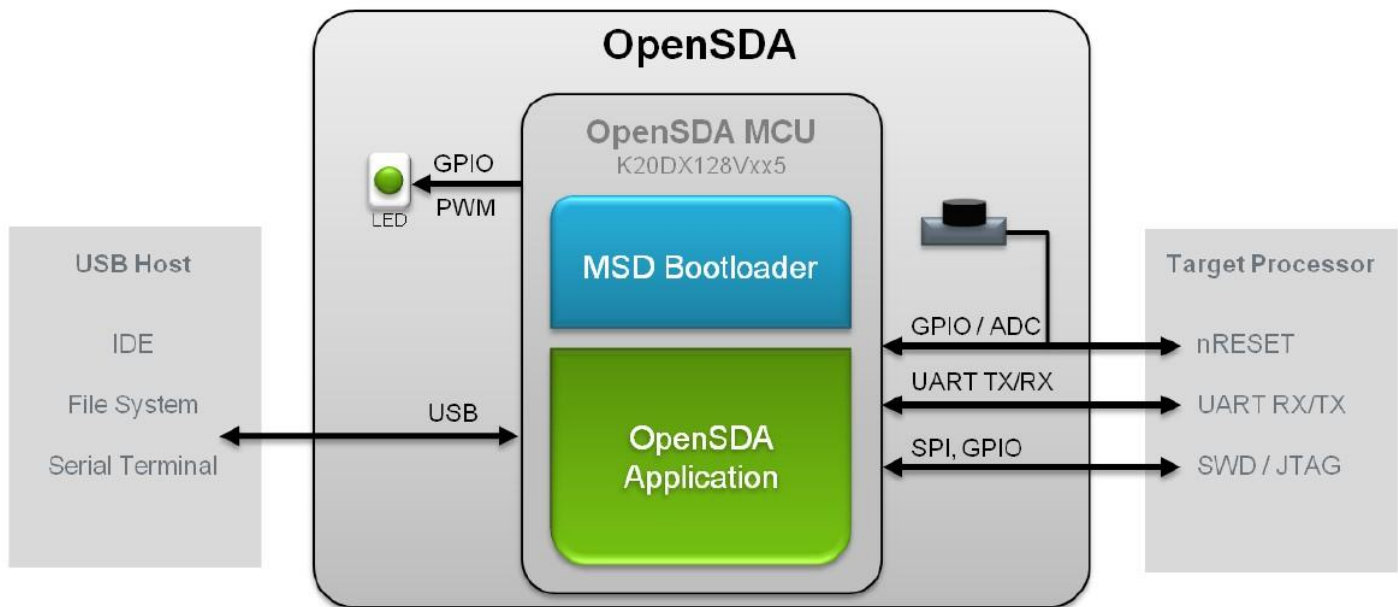 OpenSDA
OpenSDA MCU
K20DX128Vxx5
GPIO
PWM
LED
MSD Bootloader
USB Host
IDE
File System
Serial Terminal
USB
OpenSDA
Application
GPIO / ADC
UART TX/RX
SPI, GPIO
Target Processor
nRESET
UART RX/TX
SWD / JTAG